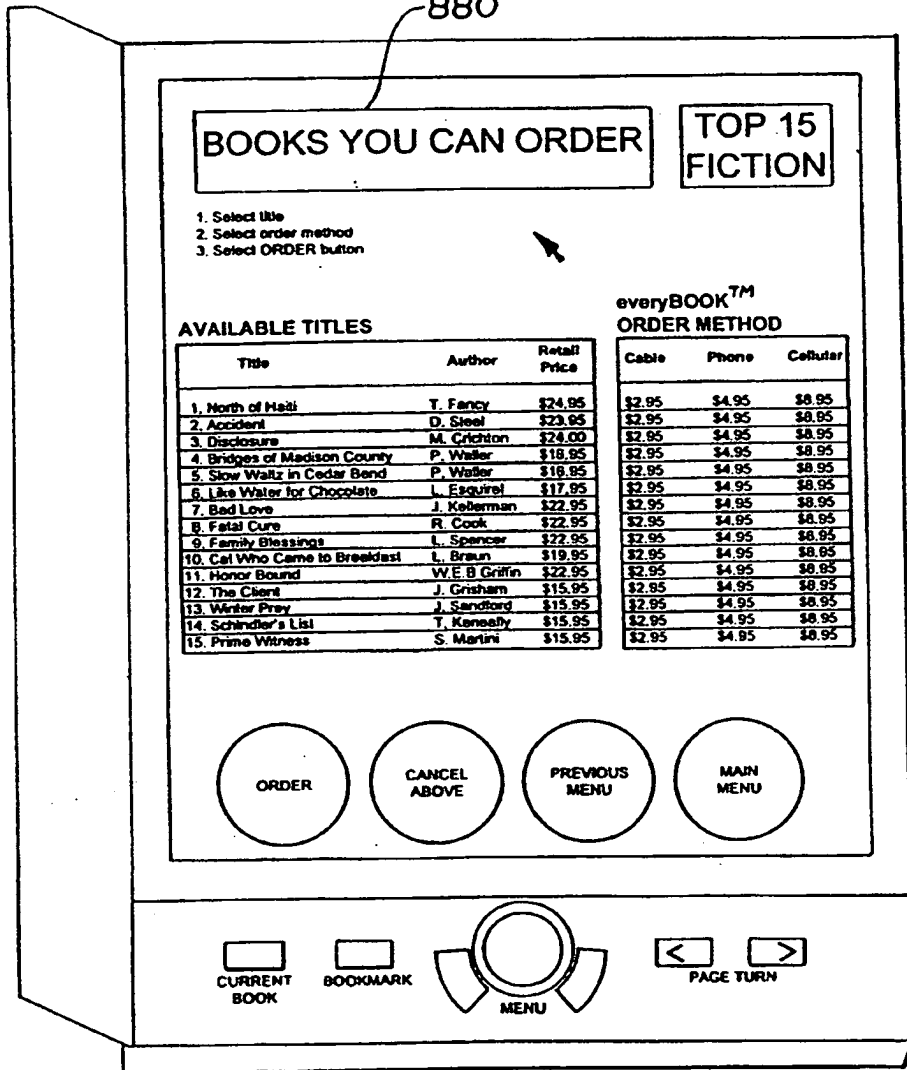 880
BOOKS YOU CAN ORDER
TOP 15
FICTION
1. Select title
2. Select order method
3. Select ORDER button
AVAILABLE TITLES
everyBOOK™
ORDER METHOD
Title Author Retail Price Cable Phone Cellular
1. North of Haiti T. Fancy $24.95 $2.95 $4.95 $8.95
2. Accident D. Steel $23.95 $2.95 $4.95 $8.95
3. Disclosure M. Crichton $24.00 $2.95 $4.95 $8.95
4. Bridges of Madison County P. Waller $18.95 $2.95 $4.95 $8.95
5. Slow Waltz in Cedar Bend P. Waller $16.95 $2.95 $4.95 $8.95
6. Like Water for Chocolate L. Esquirel $17.95 $2.95 $4.95 $8.95
7. Bad Love J. Kellerman $22.95 $2.95 $4.95 $8.95
8. Fatal Cure R. Cook $22.95 $2.95 $4.95 $8.95
9. Family Blessings L. Spencer $22.95 $2.95 $4.95 $8.95
10. Cat Who Came to Breakfast L. Braun $19.95 $2.95 $4.95 $8.95
11. Honor Bound W.E.B Griffin $22.95 $2.95 $4.95 $8.95
12. The Client J. Grisham $15.95 $2.95 $4.95 $8.95
13. Winter Prey J. Sandford $15.95 $2.95 $4.95 $8.95
14. Schindler's List T. Keneally $15.95 $2.95 $4.95 $8.95
15. Prime Witness S. Martini $15.95 $2.95 $4.95 $8.95
ORDER
CANCEL
ABOVE
PREVIOUS
MENU
MAIN
MENU
< >
CURRENT
BOOK
BOOKMARK
MENU
PAGE TURN